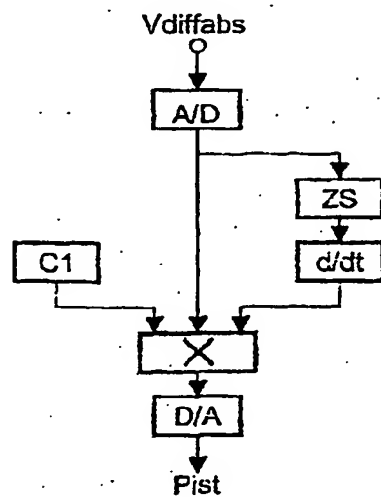 Vdiffabs
A/D
ZS
C1
d/dt
X
D/A
Pist